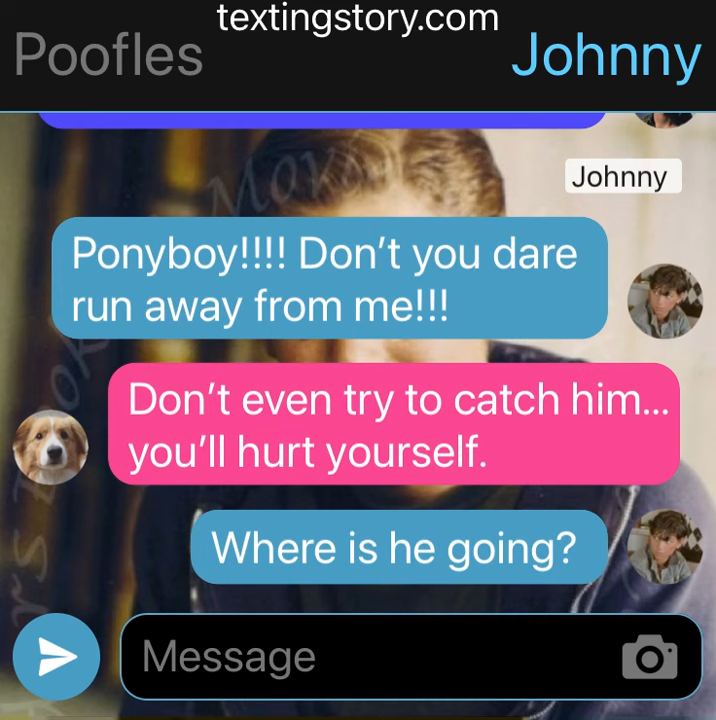 textingstory.com
Poofles
Johnny
Johnny
Ponyboy!!!! Don't you dare
run away from me!!!
Don't even try to catch him...
you'll hurt yourself.
Where is he going?
Message